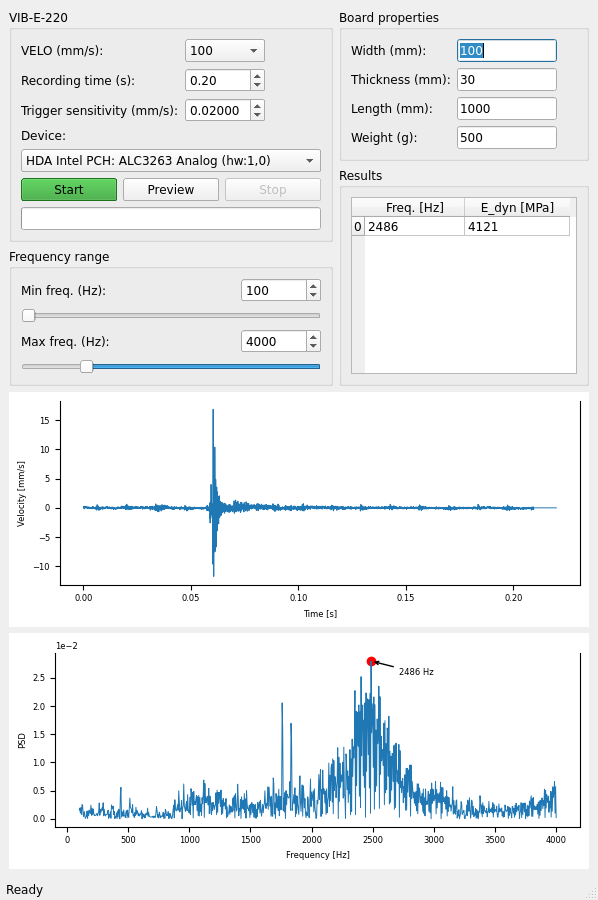 VIB-E-220
VELO (mm/s):
100
Recording time (s):
0.20
Trigger sensitivity (mm/s):
0.02000
Device:
HDA Intel PCH: ALC3263 Analog (hw:1,0)
Start
Preview
Stop
Frequency range
Min freq. (Hz):
100
Max freq. (Hz):
4000
Board properties
Width (mm):
100
Thickness (mm):
30
Length (mm):
1000
Weight (g):
500
Results
Freq. [Hz]
E_dyn [MPa]
0
2486
4121
15
10
5
0
−5
−10
Velocity [mm/s]
0.00
0.05
0.10
0.15
0.20
Time [s]
1e−2
2.5
2.0
1.5
1.0
0.5
0.0
PSD
2486 Hz
0
500
1000
1500
2000
2500
3000
3500
4000
Frequency [Hz]
Ready